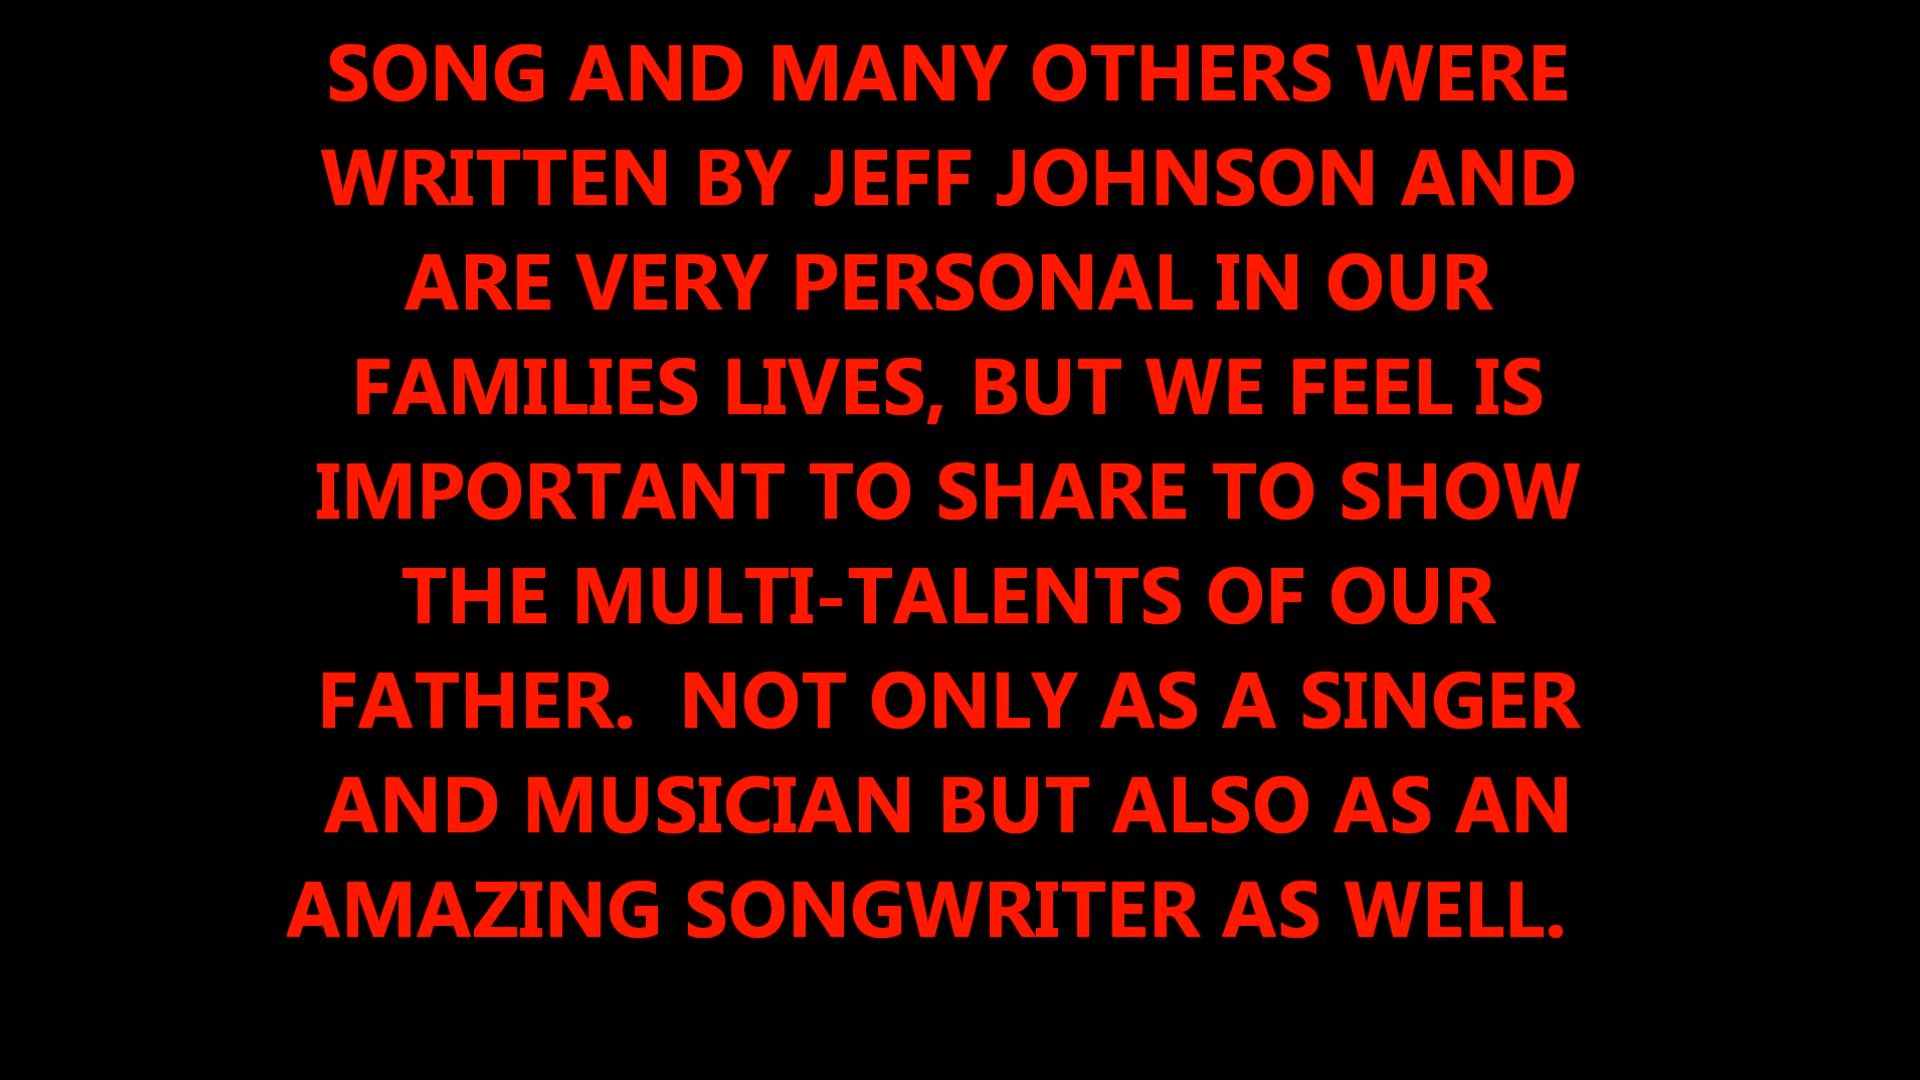 SONG AND MANY OTHERS WERE
WRITTEN BY JEFF JOHNSON AND
ARE VERY PERSONAL IN OUR
FAMILIES LIVES, BUT WE FEEL IS
IMPORTANT TO SHARE TO SHOW
THE MULTI-TALENTS OF OUR
FATHER.  NOT ONLY AS A SINGER
AND MUSICIAN BUT ALSO AS AN
AMAZING SONGWRITER AS WELL.